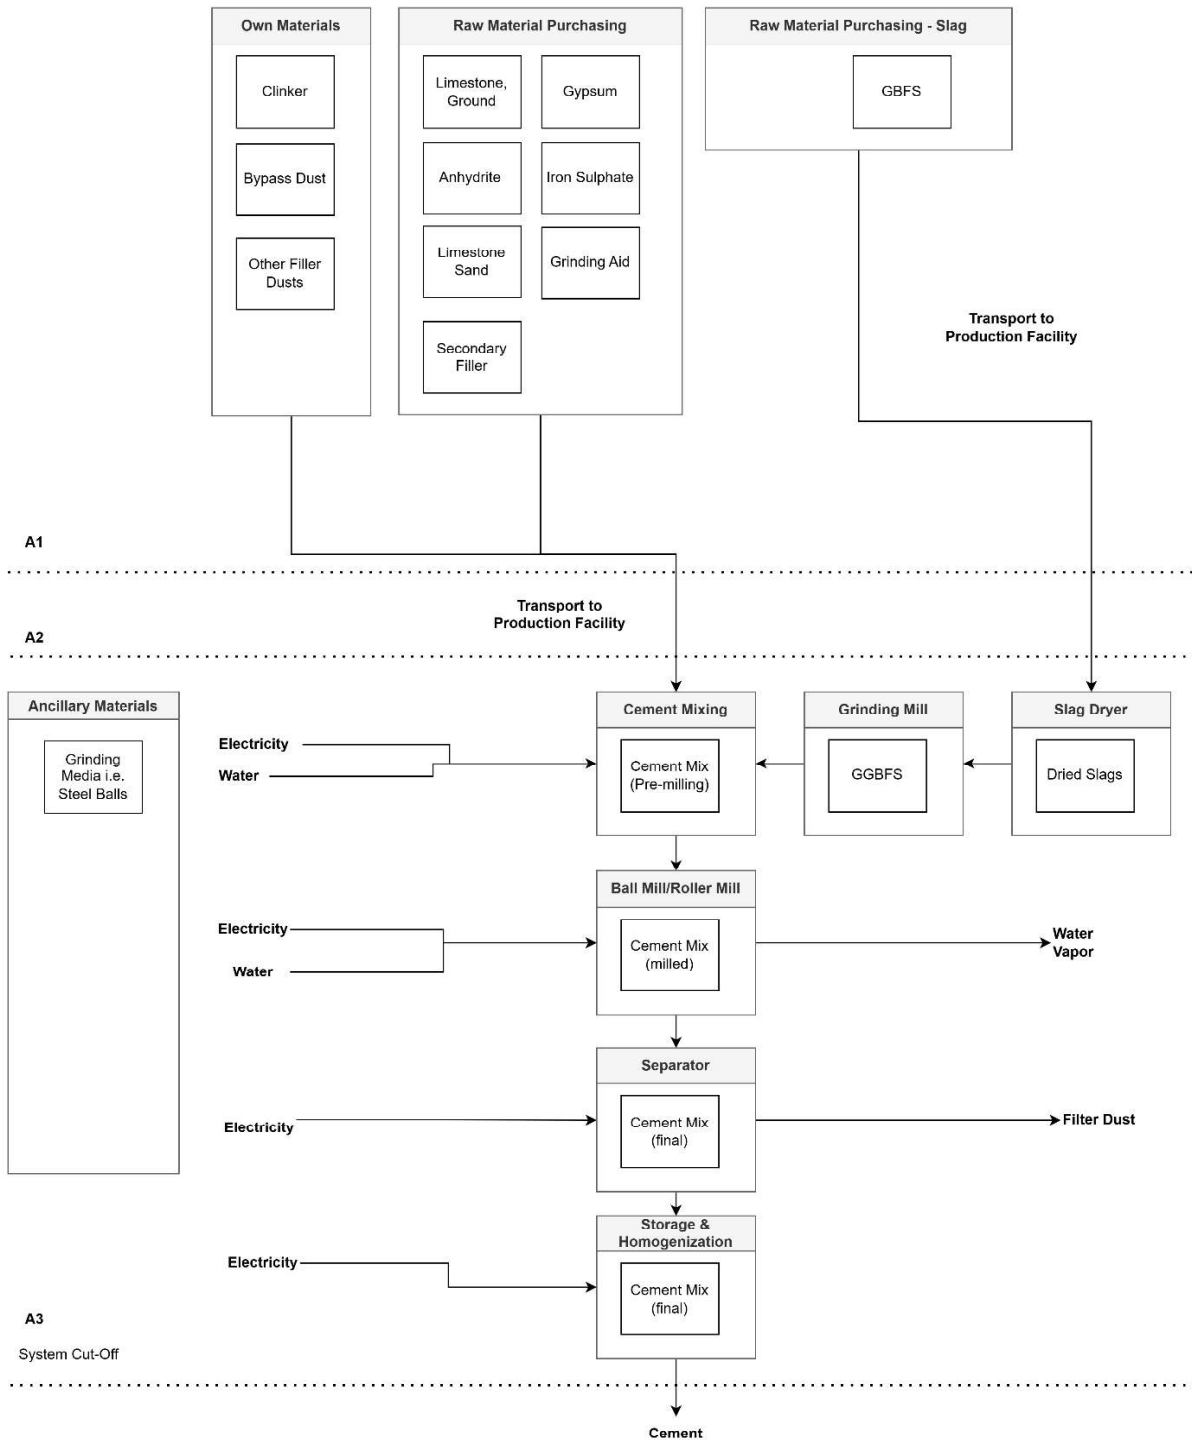 Own Materials
Raw Material Purchasing
Raw Material Purchasing - Slag
Clinker
Limestone,
Ground
Gypsum
GBFS
Bypass Dust
Anhydrite
Iron Sulphate
Other Filler
Dusts
Limestone
Sand
Grinding Aid
Secondary
Filler
Transport to
Production Facility
A1
Transport to
Production Facility
A2
Ancillary Materials
Grinding
Media i.e.
Steel Balls
Electricity
Water
Cement Mixing
Cement Mix
(Pre-milling)
Grinding Mill
GGBFS
Slag Dryer
Dried Slags
Electricity
Water
Ball Mill/Roller Mill
Cement Mix
(milled)
Water
Vapor
Electricity
Separator
Cement Mix
(final)
Filter Dust
Electricity
Storage &
Homogenization
Cement Mix
(final)
A3
System Cut-Off
Cement